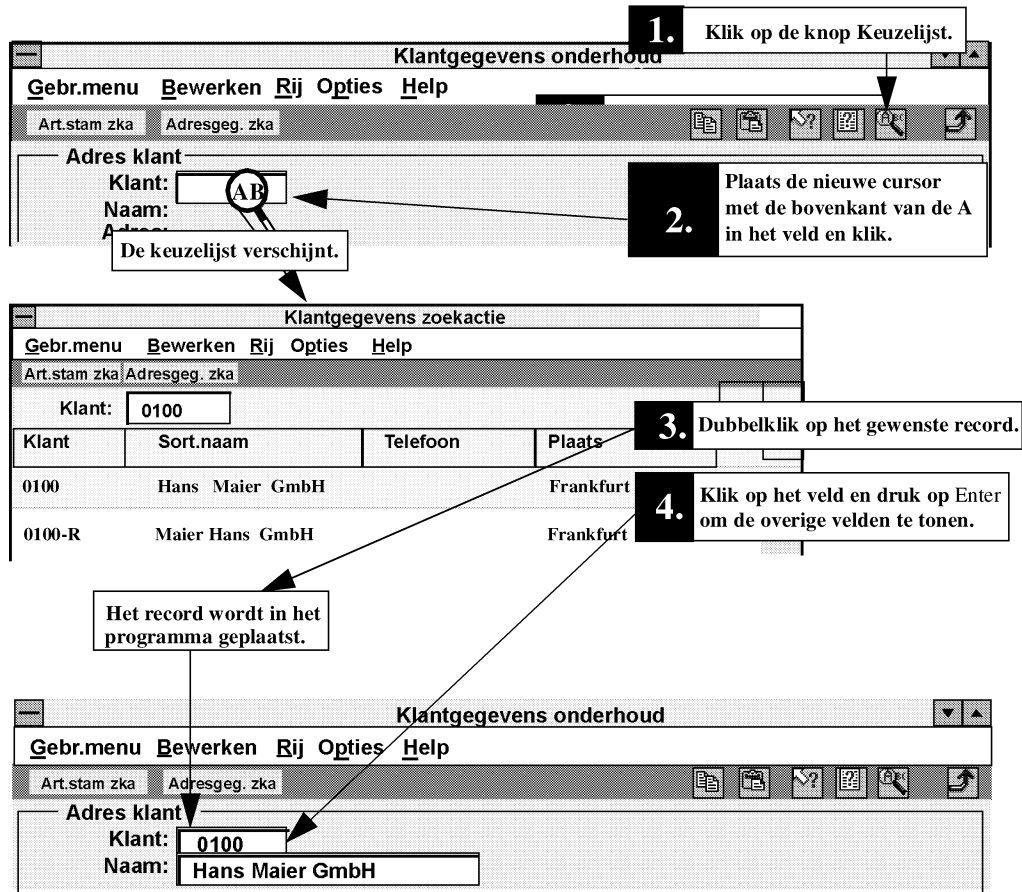 1. Klik op de knop Keuzelijst.
Klantgegevens onderhoud
Gebr.menu Bewerken Rij Opties Help
Art.stam zka Adresgeg. zka
Adres klant
Klant:
AB
Naam:
Adres:
2. Plaats de nieuwe cursor
met de bovenkant van de A
in het veld en klik.
De keuzelijst verschijnt.
Klantgegevens zoekactie
Gebr.menu Bewerken Rij Opties Help
Art.stam zka Adresgeg. zka
Klant: 0100
3. Dubbelklik op het gewenste record.
Klant Sort.naam Telefoon Plaats
0100 Hans Maier GmbH Frankfurt
4. Klik op het veld en druk op Enter
om de overige velden te tonen.
0100-R Maier Hans GmbH Frankfurt
Het record wordt in het
programma geplaatst.
Klantgegevens onderhoud
Gebr.menu Bewerken Rij Opties Help
Art.stam zka Adresgeg. zka
Adres klant
Klant: 0100
Naam: Hans Maier GmbH